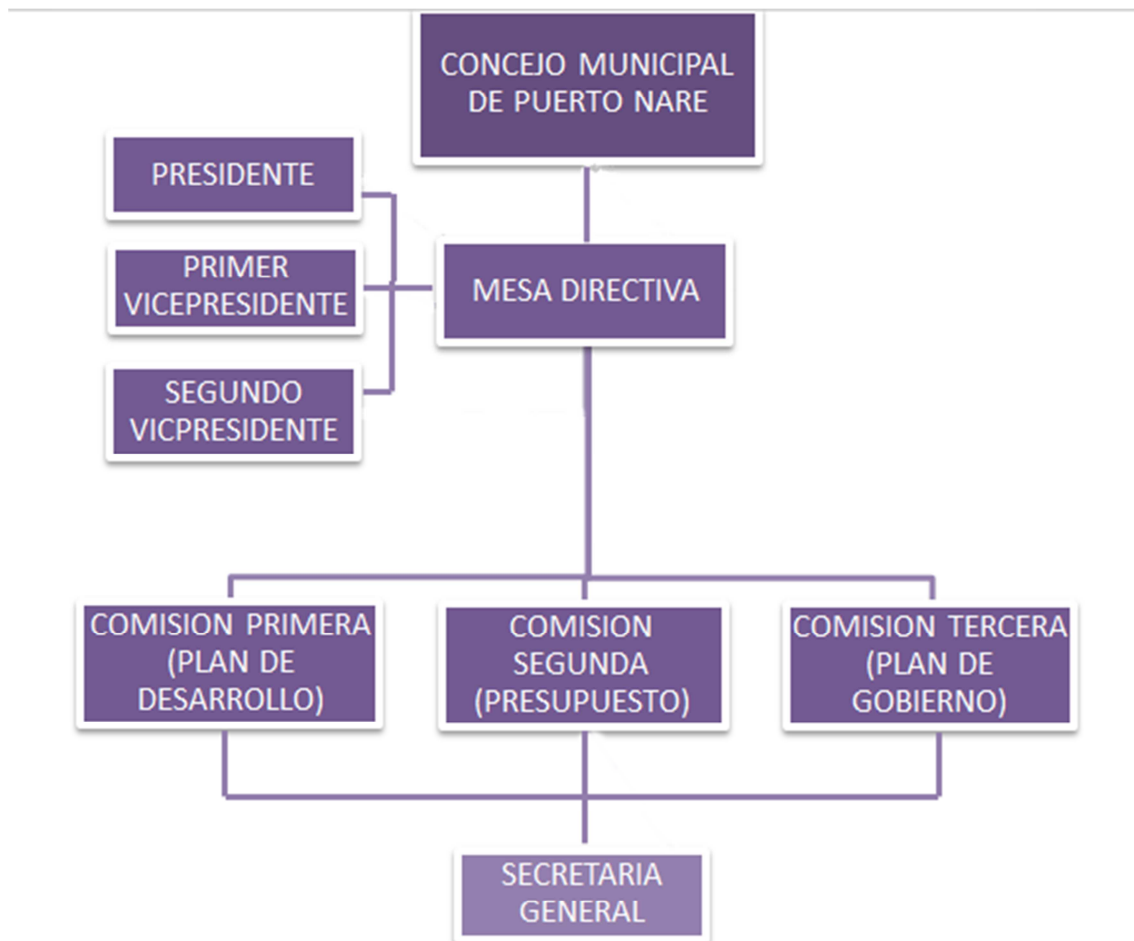 CONCEJO MUNICIPAL
DE PUERTO NARE
PRESIDENTE
PRIMER
VICEPRESIDENTE
MESA DIRECTIVA
SEGUNDO
VICPRESIDENTE
COMISION PRIMERA
(PLAN DE
DESARROLLO)
COMISION
SEGUNDA
(PRESUPUESTO)
COMISION TERCERA
(PLAN DE
GOBIERNO)
SECRETARIA
GENERAL